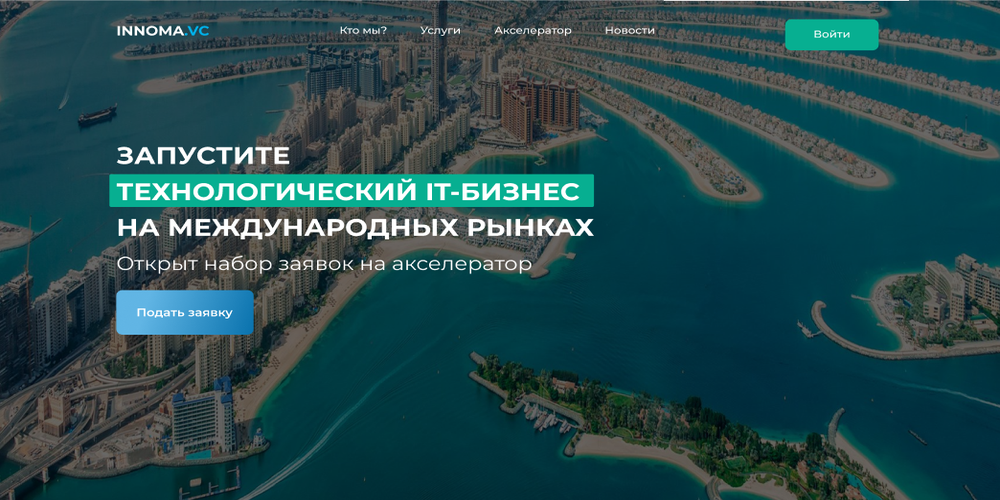 INNOMA.VC
Кто мы?
Услуги
Акселератор
Новости
Войти
ЗАПУСТИТЕ
ТЕХНОЛОГИЧЕСКИЙ IT-БИЗНЕС
НА МЕЖДУНАРОДНЫХ РЫНКАХ
Открыт набор заявок на акселератор
Подать заявку